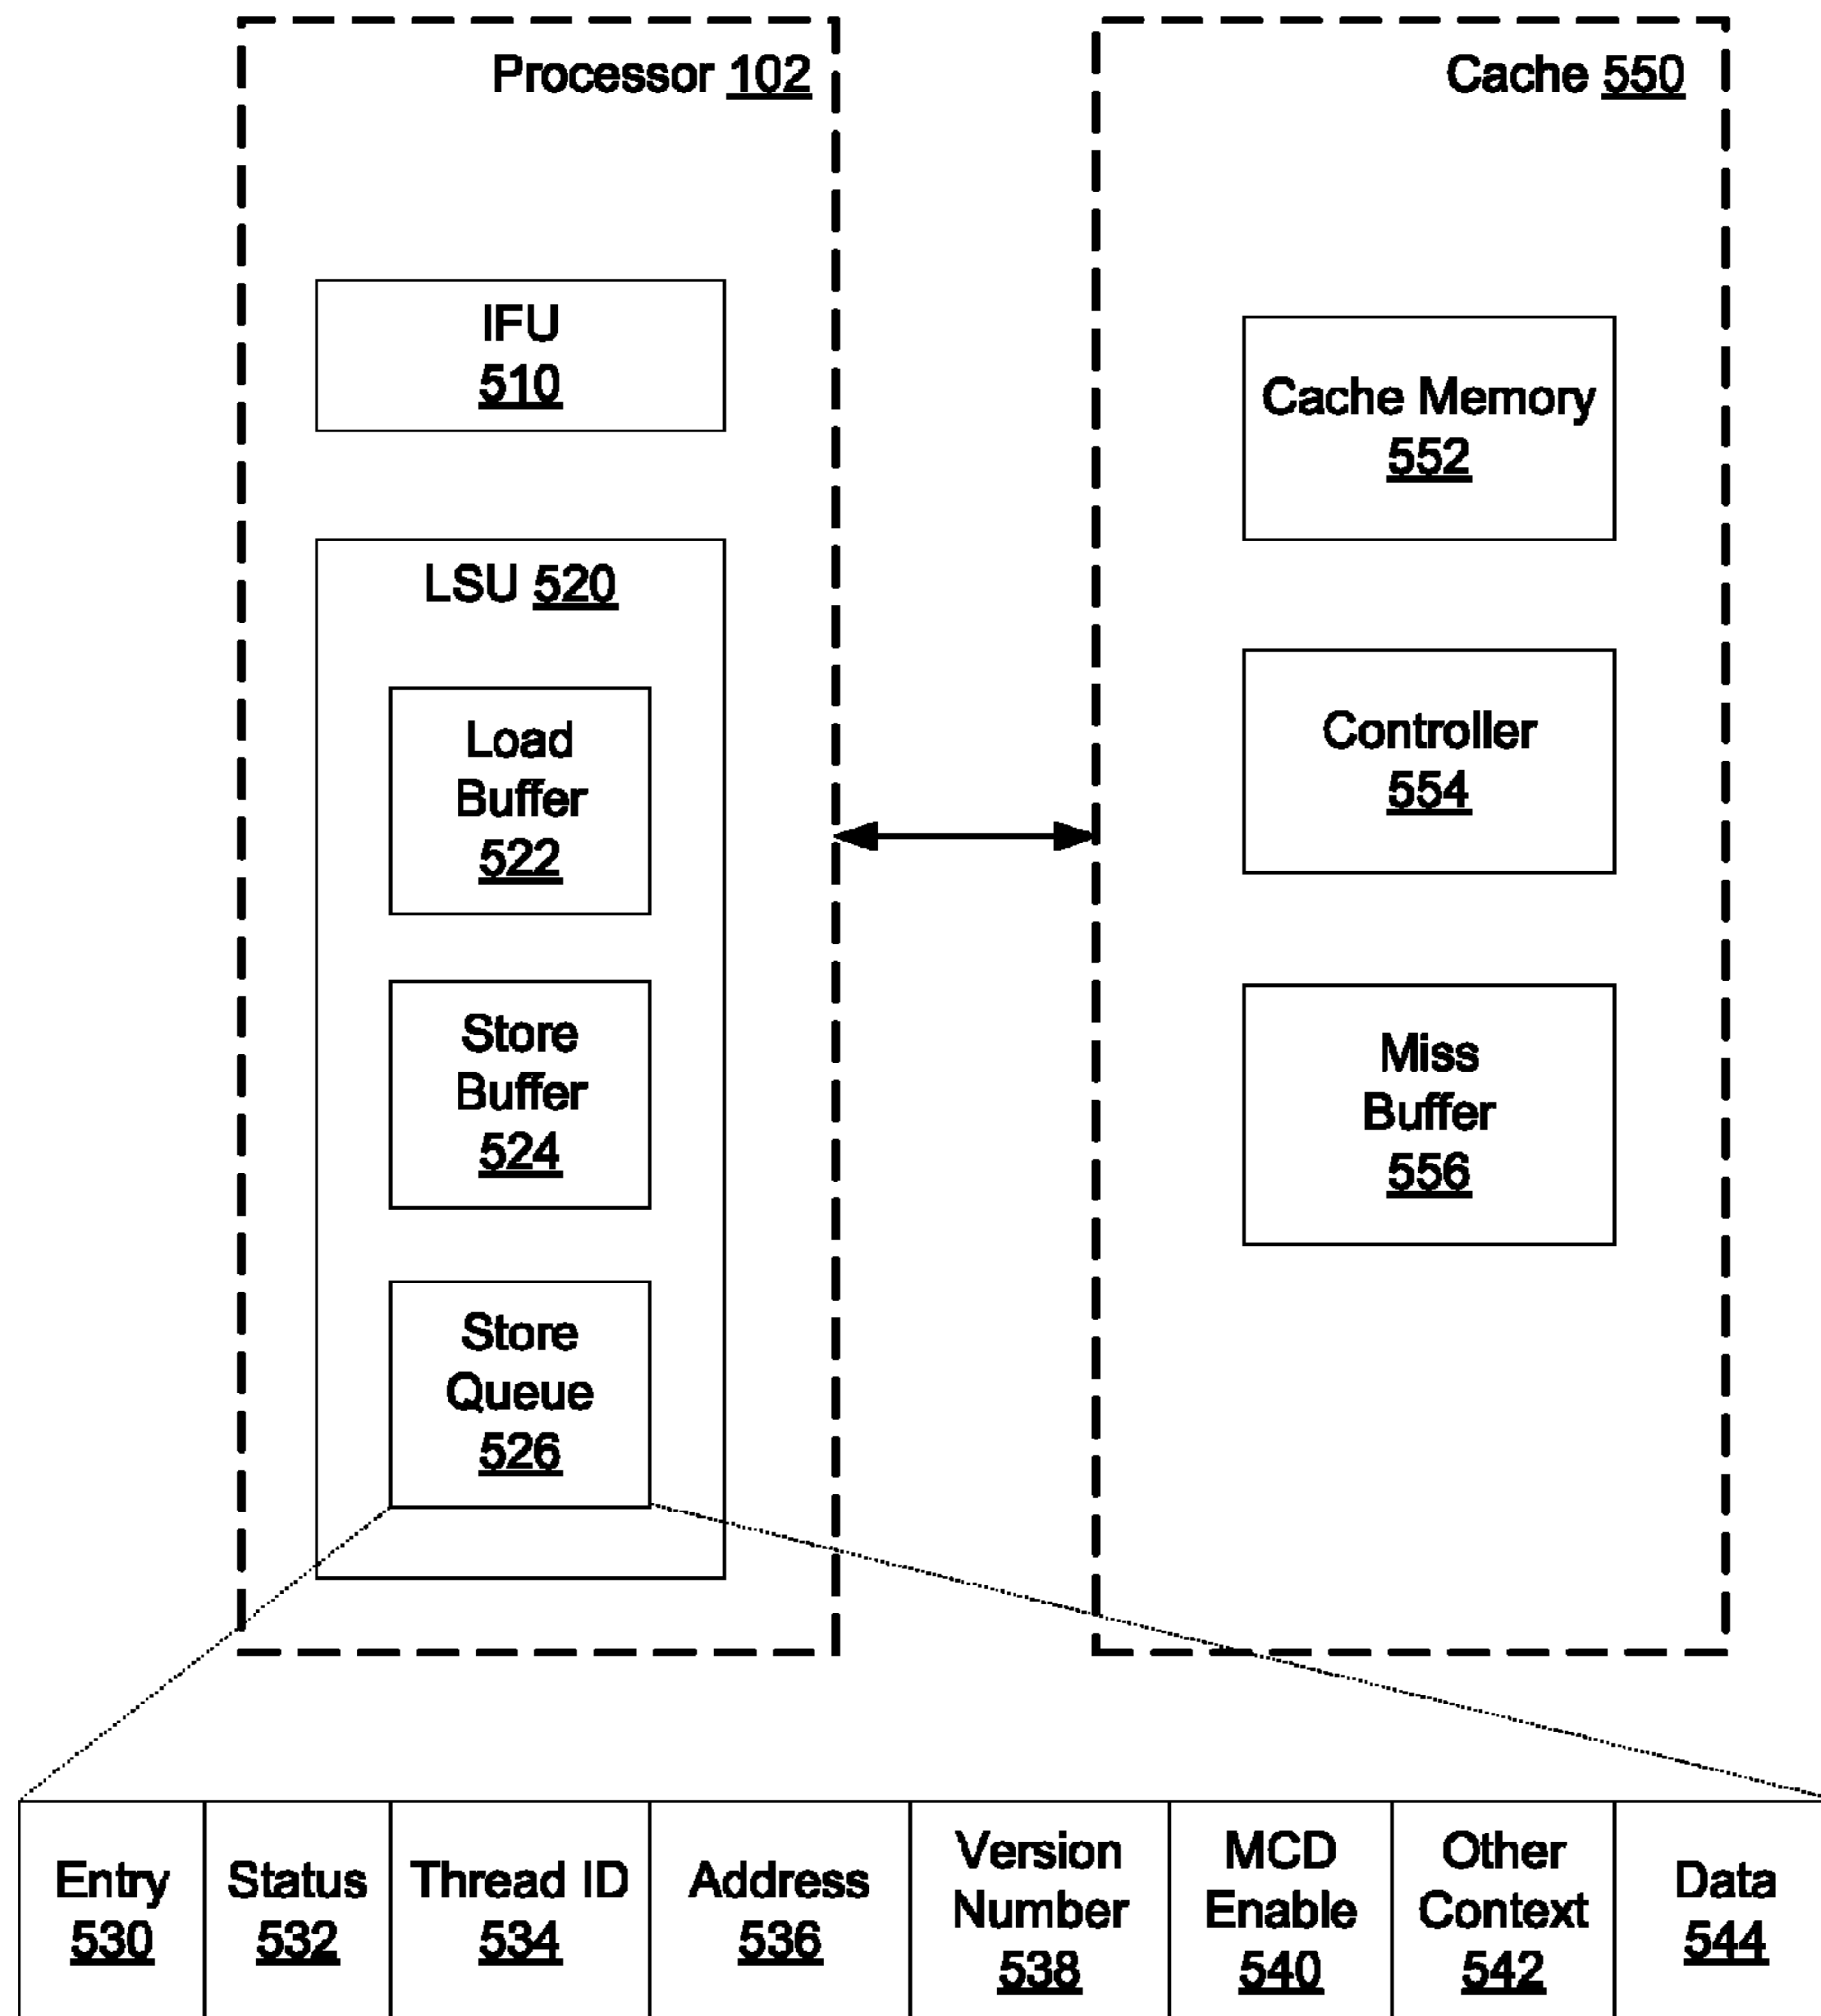 Processor 102
IFU
510
LSU 520
Load
Buffer
522
Store
Buffer
524
Store
Queue
526
Cache 550
Cache Memory
552
Controller
554
Miss
Buffer
556
Entry
530
Status
532
Thread ID
534
Address
536
Version
Number
538
MCD
Enable
540
Other
Context
542
Data
544